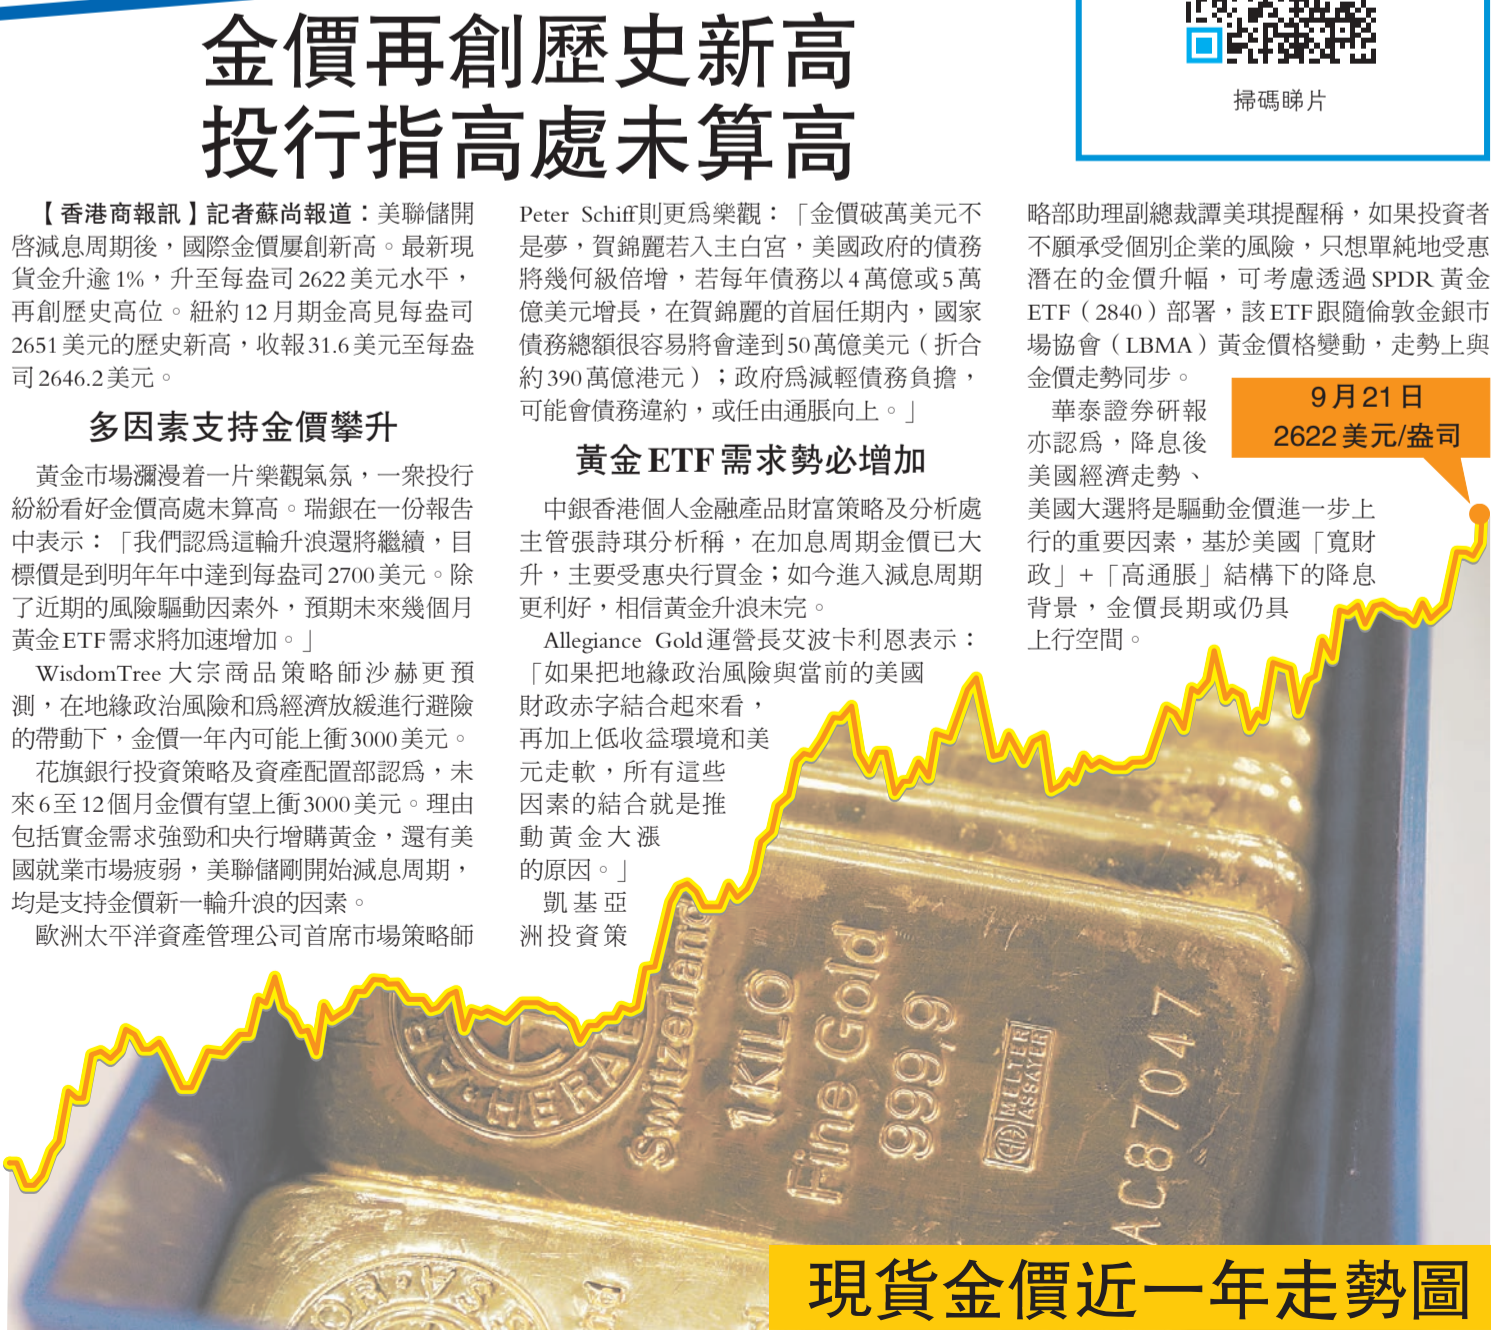 金價再創歷史新高
投行指高處未算高
掃碼睇片
【香港商報訊】記者蘇尚報道：美聯儲開
啓減息周期後，國際金價屢創新高。最新現
貨金升逾1%，升至每盎司2622美元水平，
再創歷史高位。紐約12月期金高見每盎司
2651美元的歷史新高，收報31.6美元至每盎
司2646.2美元。
多因素支持金價攀升
黃金市場瀰漫着一片樂觀氣氛，一衆投行
紛紛看好金價高處未算高。瑞銀在一份報告
中表示：「我們認爲這輪升浪還將繼續，目
標價是到明年年中達到每盎司2700美元。除
了近期的風險驅動因素外，預期未來幾個月
黃金ETF需求將加速增加。」
WisdomTree大宗商品策略師沙赫更預
測，在地緣政治風險和爲經濟放緩進行避險
的帶動下，金價一年內可能上衝3000美元。
花旗銀行投資策略及資產配置部認爲，未
來6至12個月金價有望上衝3000美元。理由
包括實金需求強勁和央行增購黃金，還有美
國就業市場疲弱，美聯儲剛開始減息周期，
均是支持金價新一輪升浪的因素。
歐洲太平洋資產管理公司首席市場策略師
Peter Schiff則更爲樂觀：「金價破萬美元不
是夢，賀錦麗若入主白宮，美國政府的債務
將幾何級倍增，若每年債務以4萬億或5萬
億美元增長，在賀錦麗的首屆任期內，國家
債務總額很容易將會達到50萬億美元（折合
約390萬億港元）；政府爲減輕債務負擔，
可能會債務違約，或任由通脹向上。」
黃金ETF需求勢必增加
中銀香港個人金融產品財富策略及分析處
主管張詩琪分析稱，在加息周期金價已大
升，主要受惠央行買金；如今進入減息周期
更利好，相信黃金升浪未完。
Allegiance Gold運營長艾波卡利恩表示：
「如果把地緣政治風險與當前的美國
財政赤字結合起來看，
再加上低收益環境和美
元走軟，所有這些
因素的結合就是推
動黃金大漲
的原因。」
凱基亞
洲投資策
略部助理副總裁譚美琪提醒稱，如果投資者
不願承受個別企業的風險，只想單純地受惠
潛在的金價升幅，可考慮透過SPDR黃金
ETF（2840）部署，該ETF跟隨倫敦金銀市
場協會（LBMA）黃金價格變動，走勢上與
金價走勢同步。
華泰證券研報
亦認爲，降息後
美國經濟走勢、
美國大選將是驅動金價進一步上
行的重要因素，基於美國「寬財
政」+「高通脹」結構下的降息
背景，金價長期或仍具
上行空間。
9月21日
2622美元/盎司
Switzerland
1 KILO
Fine Gold
999,9
MELTER
ASSAYER
AC87047
現貨金價近一年走勢圖